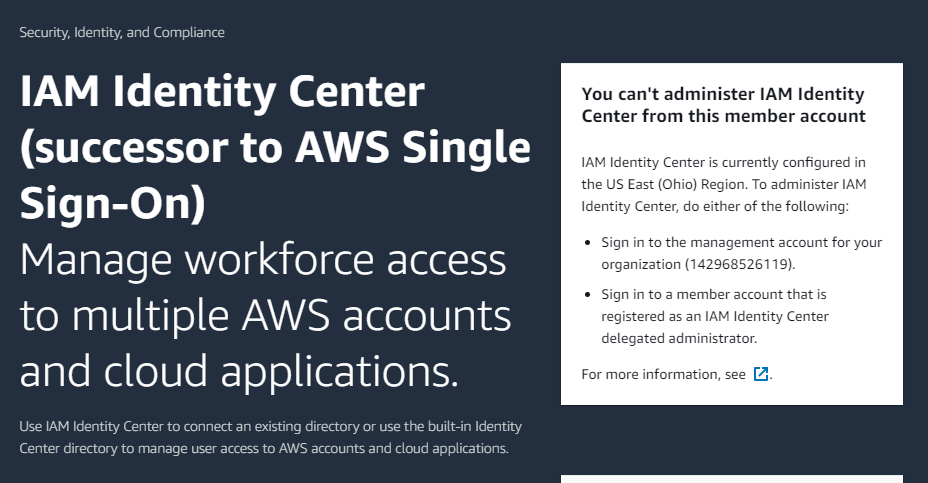 Security, Identity, and Compliance
IAM Identity Center
(successor to AWS Single
Sign-On)
Manage workforce access
to multiple AWS accounts
and cloud applications.
Use IAM Identity Center to connect an existing directory or use the built-in Identity
Center directory to manage user access to AWS accounts and cloud applications.
You can't administer IAM Identity
Center from this member account
IAM Identity Center is currently configured in
the US East (Ohio) Region. To administer IAM
Identity Center, do either of the following:
• Sign in to the management account for your
organization (142968526119).
• Sign in to a member account that is
registered as an IAM Identity Center
delegated administrator.
For more information, see .